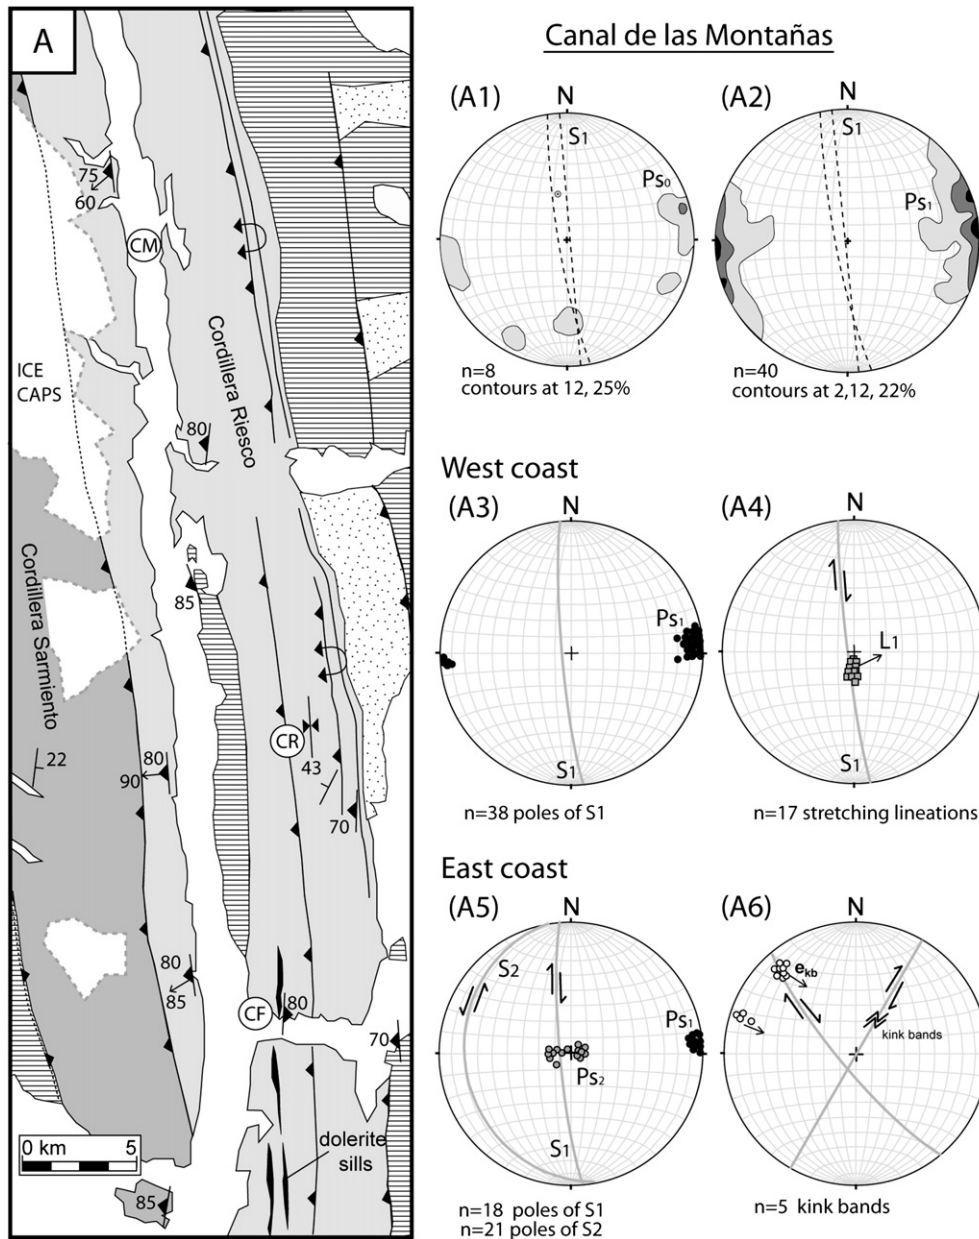 A
75
60
CM
ICE
CAPS
Cordillera Riesco
80
Cordillera Sarmiento
85
22
80
90
CR
43
70
80
85
CF
80
70
0 km 5
dolerite
sills
85
Canal de las Montañas
(A1)
N
S1
Ps0
n=8
contours at 12, 25%
(A2)
N
S1
Ps1
n=40
contours at 2,12, 22%
West coast
(A3)
N
Ps1
S1
n=38 poles of S1
(A4)
N
L1
S1
n=17 stretching lineations
East coast
(A5)
N
S2
Ps1
Ps2
S1
n=18 poles of S1
n=21 poles of S2
(A6)
N
ekb
kink bands
n=5 kink bands